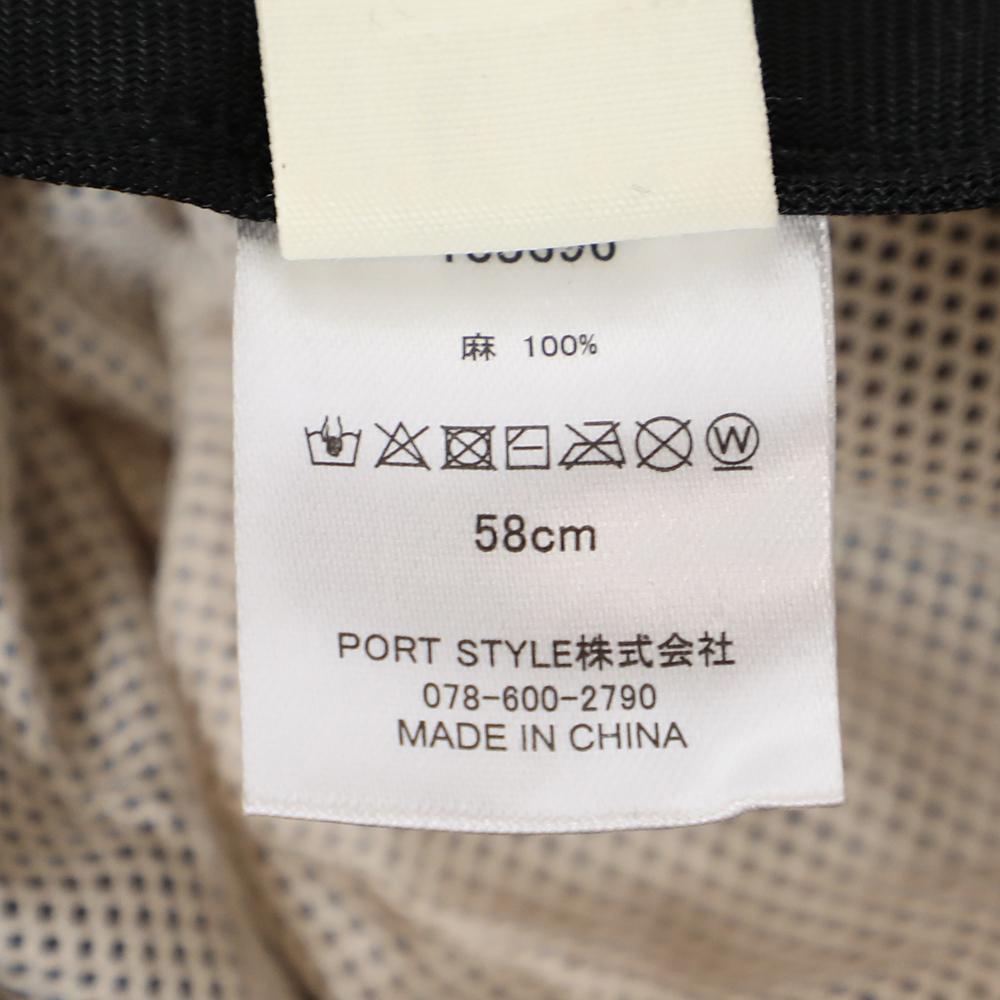 麻 100%
W
58cm
PORT STYLE株式会社
078-600-2790
MADE IN CHINA